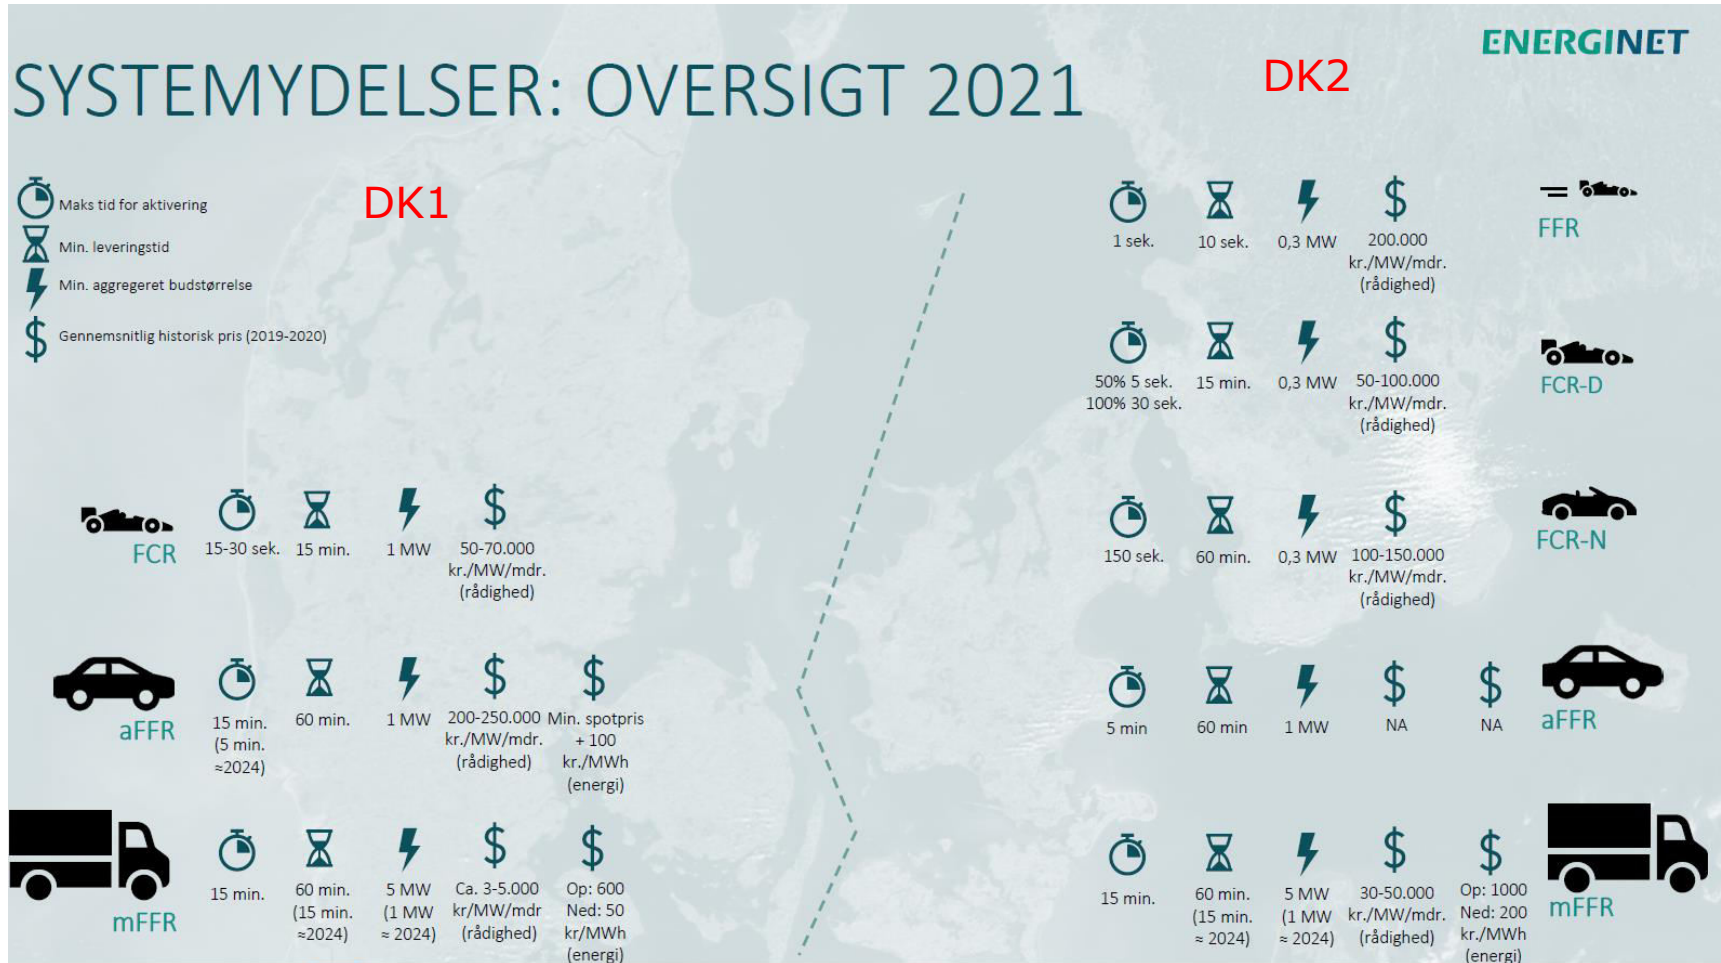 ENERGINET
SYSTEMYDELSER: OVERSIGT 2021
DK2
DK1
Maks tid for aktivering
Min. leveringstid
Min. aggregeret budstørrelse
Gennemsnitlig historisk pris (2019-2020)
FCR
15-30 sek.
15 min.
1 MW
50-70.000
kr./MW/mdr.
(rådighed)
aFFR
15 min.
(5 min.
≈2024)
60 min.
1 MW
200-250.000
kr./MW/mdr.
(rådighed)
Min. spotpris
+ 100
kr./MWh
(energi)
mFFR
15 min.
60 min.
(15 min.
≈2024)
5 MW
(1 MW
≈ 2024)
Ca. 3-5.000
kr/MW/mdr
(rådighed)
Op: 600
Ned: 50
kr/MWh
(energi)
1 sek.
10 sek.
0,3 MW
200.000
kr./MW/mdr.
(rådighed)
FFR
50% 5 sek.
100% 30 sek.
15 min.
0,3 MW
50-100.000
kr./MW/mdr.
(rådighed)
FCR-D
150 sek.
60 min.
0,3 MW
100-150.000
kr./MW/mdr.
(rådighed)
FCR-N
5 min
60 min
1 MW
NA
NA
aFFR
15 min.
60 min.
(15 min.
≈ 2024)
5 MW
(1 MW
≈ 2024)
30-50.000
kr./MW/mdr.
(rådighed)
Op: 1000
Ned: 200
kr./MWh
(energi)
mFFR